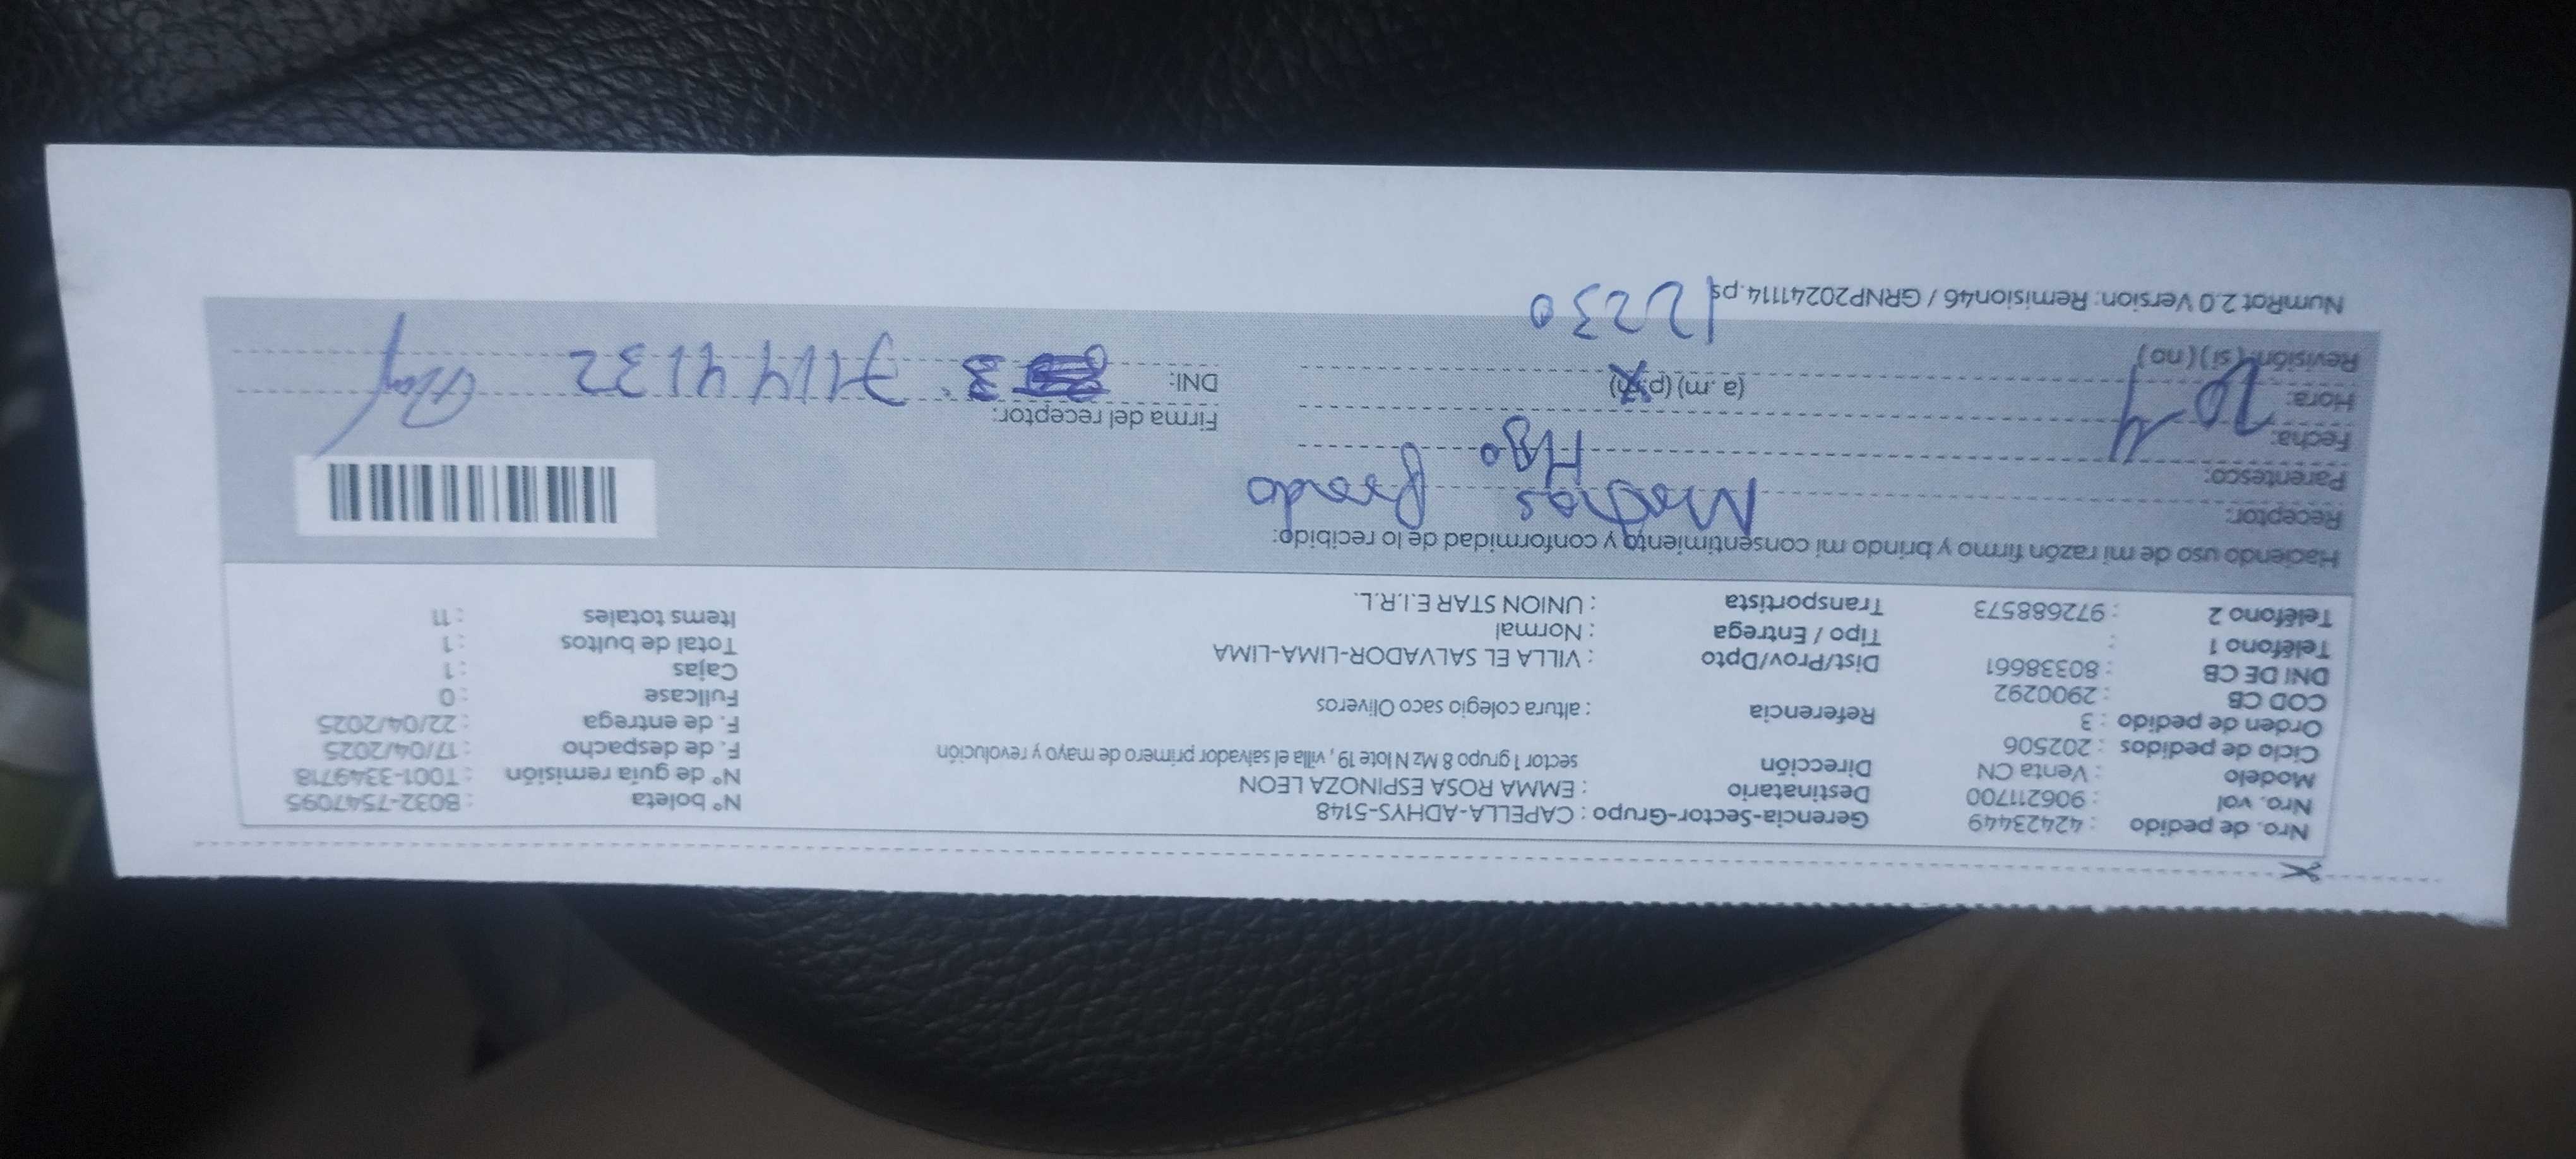 Nro. de pedido : 42423449 Gerencia-Sector-Grupo : CAPELLA-ADHYS-5148 N° boleta : B032-7547095
Nro. vol : 906211700 Destinatario : EMMA ROSA ESPINOZA LEON N° de guía remisión : T001-3349718
Modelo : Venta CN Dirección sector 1 grupo 8 Mz N lote 19 , villa el salvador primero de mayo y revolución F. de despacho : 17/04/2025
Ciclo de pedidos : 202506 F. de entrega : 22/04/2025
Orden de pedido : 3 Referencia : altura colegio saco Oliveros Fullcase : 0
COD CB : 2900292 Cajas : 1
DNI DE CB : 80338661 Dist/Prov/Dpto : VILLA EL SALVADOR-LIMA-LIMA Total de bultos : 1
Teléfono 1 : Tipo / Entrega : Normal Items totales : 11
Teléfono 2 : 972688573 Transportista : UNION STAR E.I.R.L.
Haciendo uso de mi razón firmo y brindo mi consentimiento y conformidad de lo recibido:
Receptor: Prado
Parentesco:
Fecha:
Hora: (a.m) (p.m) Firma del receptor:
Revisión: (si) (no) DNI: 71144132
12230
NumRot 2.0 Version: Remision46 / GRNP20241114.ps